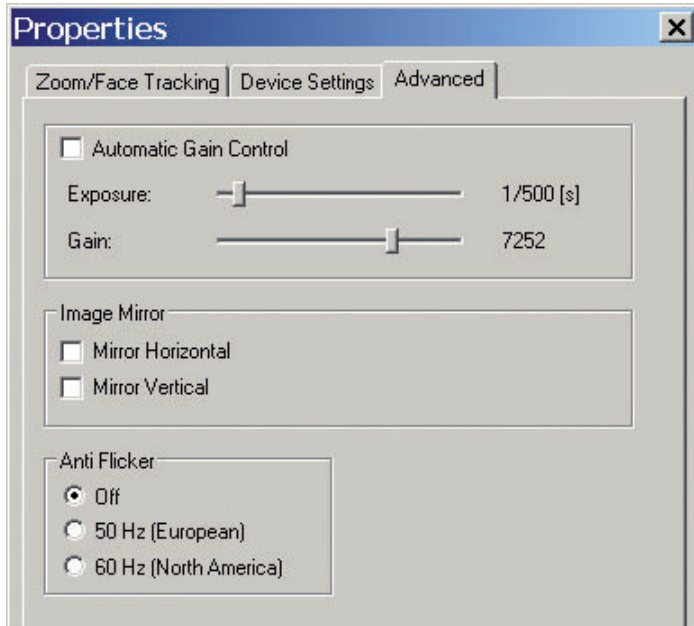 Properties
Zoom/Face Tracking Device Settings Advanced
Automatic Gain Control
Exposure: 1/500 [s]
Gain: 7252
Image Mirror
Mirror Horizontal
Mirror Vertical
Anti Flicker
Off
50 Hz (European)
60 Hz (North America)